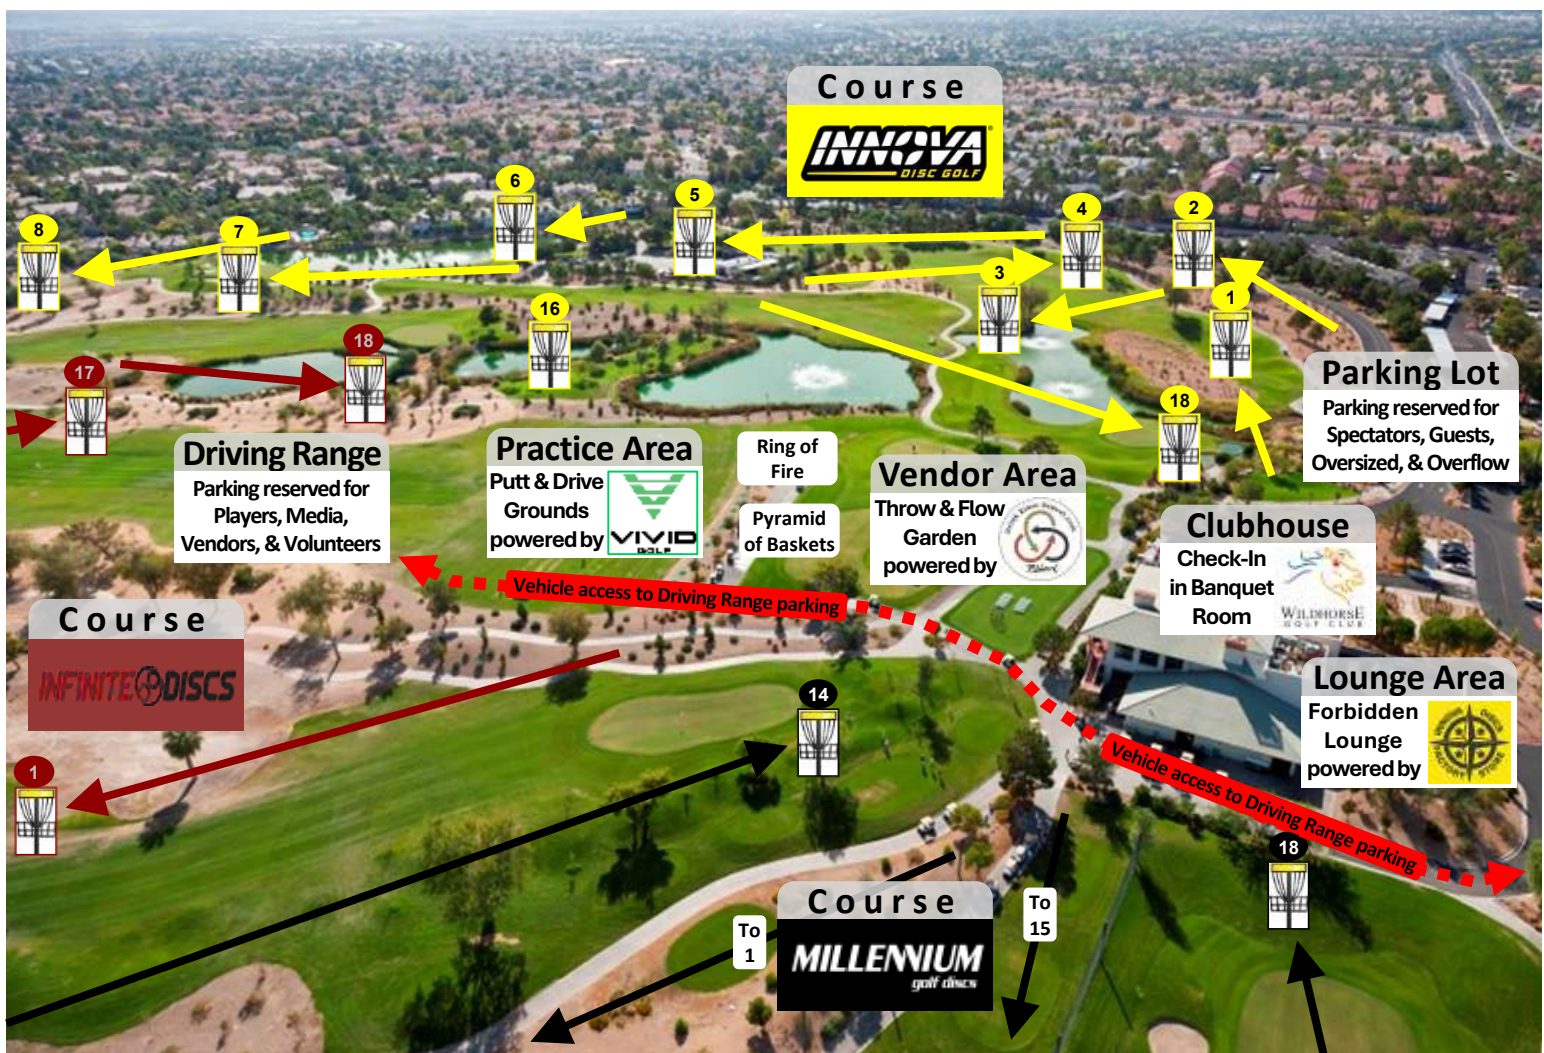 Course
INNOVA
DISC GOLF
6
5
4
2
8
7
3
1
16
18
17
18
Parking Lot
Parking reserved for
Spectators, Guests,
Oversized, & Overflow
Driving Range
Parking reserved for
Players, Media,
Vendors, & Volunteers
Practice Area
Putt & Drive
Grounds
powered by
VIVID
GOLF
Ring of
Fire
Pyramid
of Baskets
Vendor Area
Throw & Flow
Garden
powered by
Clubhouse
Check-In
in Banquet
Room
WILDHORSE
GOLF CLUB
Vehicle access to Driving Range parking
Course
INFINITE DISCS
Lounge Area
Forbidden
Lounge
powered by
14
1
Vehicle access to Driving Range parking
18
Course
MILLENNIUM
golf discs
To
1
To
15